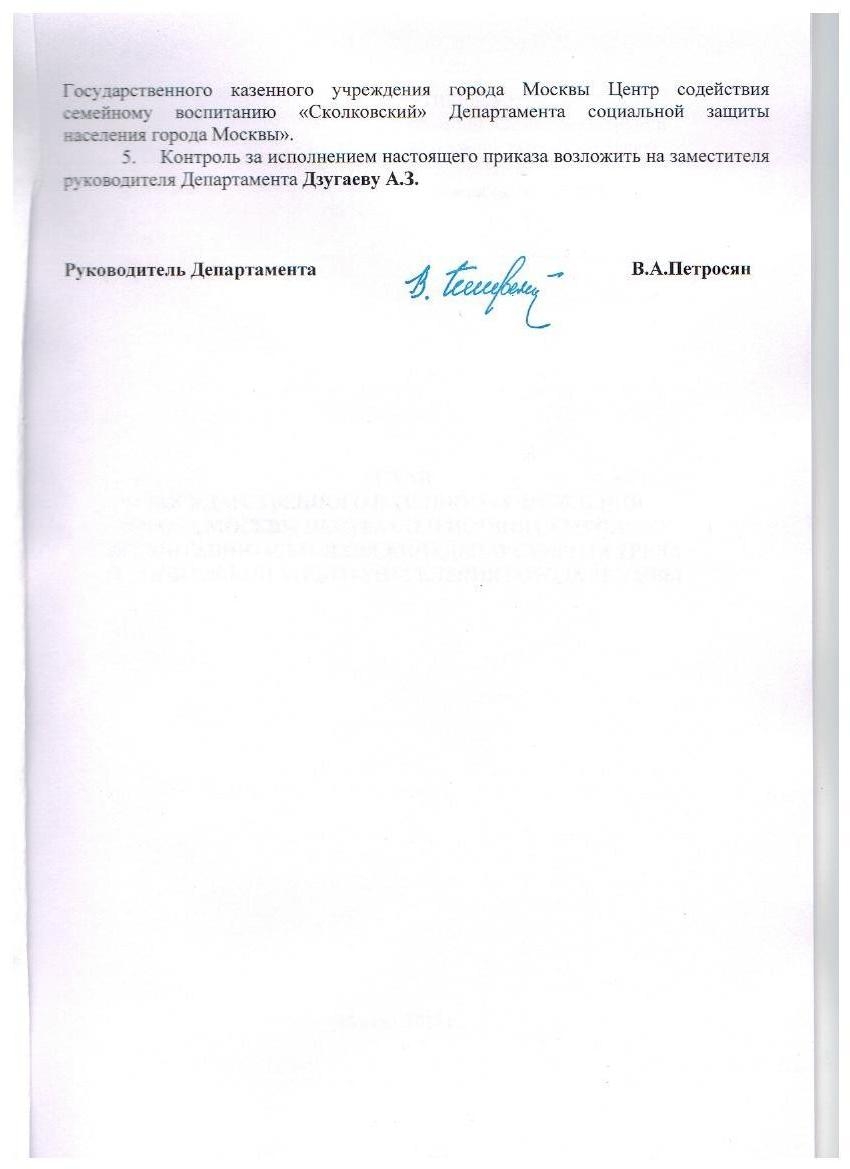 Государственного казенного учреждения города Москвы Центр содействия
семейному воспитанию «Сколковский» Департамента социальной защиты
населения города Москвы».
5. Контроль за исполнением настоящего приказа возложить на заместителя
руководителя Департамента Дзугаеву А.З.
Руководитель Департамента В.А.Петросян